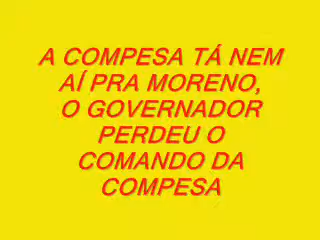 A COMPESA TÁ NEM
AÍ PRA MORENO,
O GOVERNADOR
PERDEU O
COMANDO DA
COMPESA